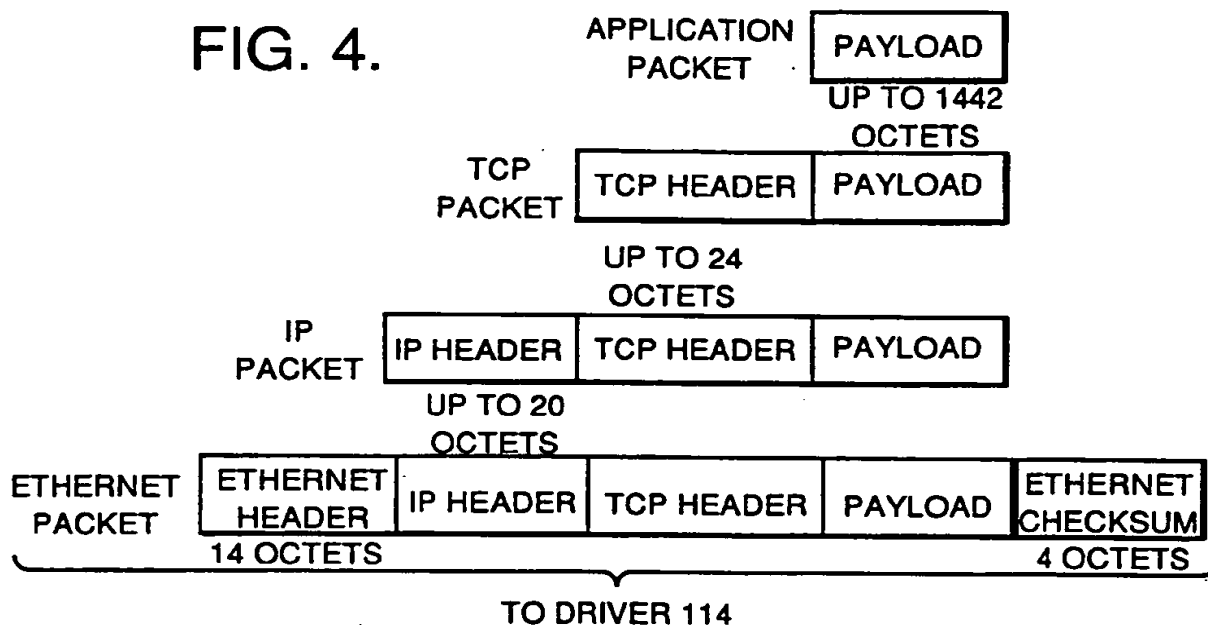 FIG. 4.
APPLICATION
PACKET
PAYLOAD
UP TO 1442
OCTETS
TCP
PACKET
TCP HEADER
PAYLOAD
UP TO 24
OCTETS
IP
PACKET
IP HEADER
TCP HEADER
PAYLOAD
UP TO 20
OCTETS
ETHERNET
PACKET
ETHERNET
HEADER
14 OCTETS
IP HEADER
TCP HEADER
PAYLOAD
ETHERNET
CHECKSUM
4 OCTETS
TO DRIVER 114